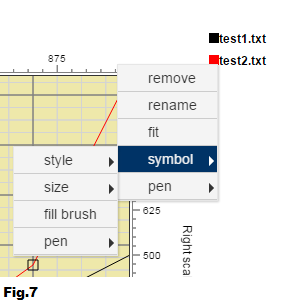 test1.txt
875
test2.txt
remove
rename
fit
style
symbol
size
pen
fill brush
625
pen
500
Right sca
Fig.7